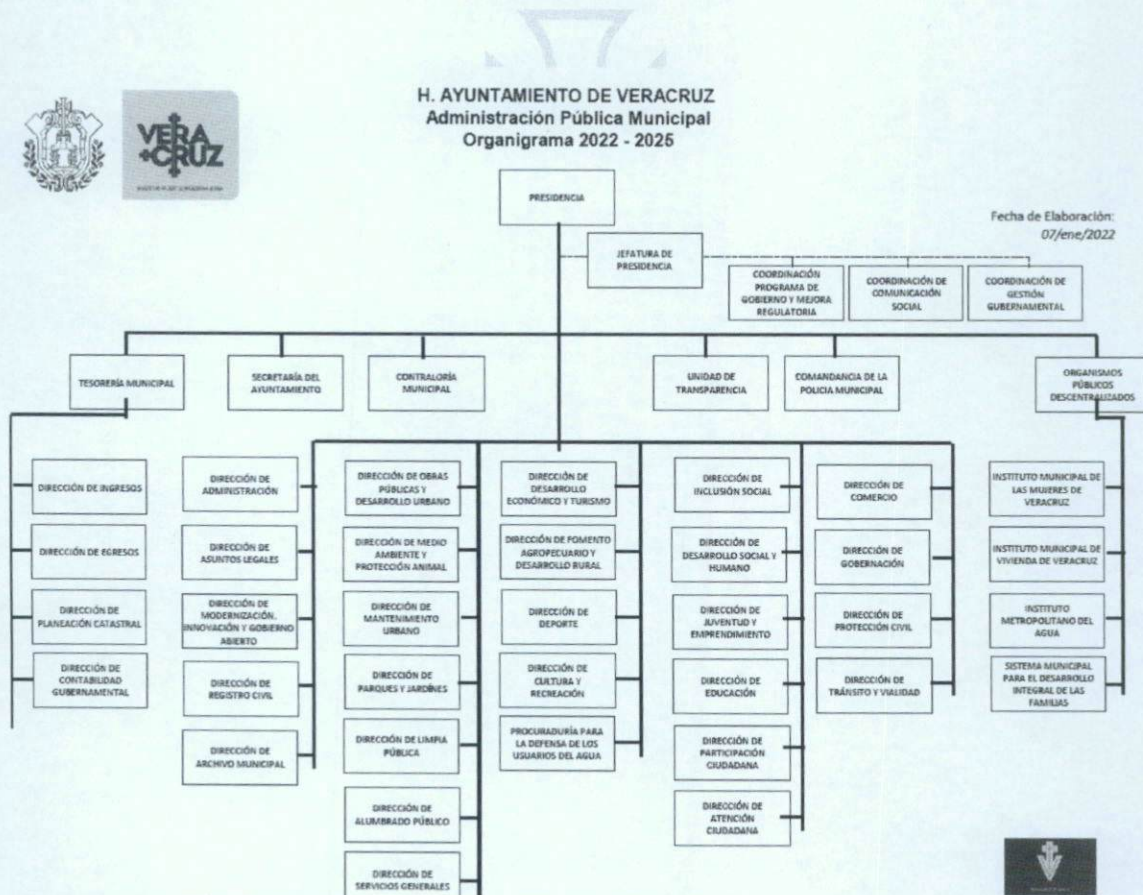 H. AYUNTAMIENTO DE VERACRUZ
Administración Pública Municipal
Organigrama 2022 - 2025
VERA
+CRUZ
Fecha de Elaboración:
07/ene/2022
PRESIDENCIA
JEFATURA DE
PRESIDENCIA
COORDINACIÓN
PROGRAMA DE
GOBIERNO Y MEJORA
REGULATORIA
COORDINACIÓN DE
COMUNICACIÓN
SOCIAL
COORDINACIÓN DE
GESTIÓN
GUBERNAMENTAL
TESORERÍA MUNICIPAL
SECRETARÍA DEL
AYUNTAMIENTO
CONTRALORÍA
MUNICIPAL
UNIDAD DE
TRANSPARENCIA
COMANDANCIA DE LA
POLICIA MUNICIPAL
ORGANISMOS
PÚBLICOS
DESCENTRALIZADOS
DIRECCIÓN DE INGRESOS
DIRECCIÓN DE EGRESOS
DIRECCIÓN DE
PLANEACIÓN CATASTRAL
DIRECCIÓN DE
CONTABILIDAD
GUBERNAMENTAL
DIRECCIÓN DE
ADMINISTRACIÓN
DIRECCIÓN DE
ASUNTOS LEGALES
DIRECCIÓN DE
MODERNIZACIÓN,
INNOVACIÓN Y GOBIERNO
ABIERTO
DIRECCIÓN DE
REGISTRO CIVIL
DIRECCIÓN DE
ARCHIVO MUNICIPAL
DIRECCIÓN DE OBRAS
PÚBLICAS Y
DESARROLLO URBANO
DIRECCIÓN DE MEDIO
AMBIENTE Y
PROTECCIÓN ANIMAL
DIRECCIÓN DE
MANTENIMIENTO
URBANO
DIRECCIÓN DE
PARQUES Y JARDÍNES
DIRECCIÓN DE LIMPIA
PÚBLICA
DIRECCIÓN DE
ALUMBRADO PÚBLICO
DIRECCIÓN DE
SERVICIOS GENERALES
DIRECCIÓN DE
DESARROLLO
ECONÓMICO Y TURISMO
DIRECCIÓN DE FOMENTO
AGROPECUARIO Y
DESARROLLO RURAL
DIRECCIÓN DE
DEPORTE
DIRECCIÓN DE
CULTURA Y
RECREACIÓN
PROCURADURÍA PARA
LA DEFENSA DE LOS
USUARIOS DEL AGUA
DIRECCIÓN DE
INCLUSIÓN SOCIAL
DIRECCIÓN DE
DESARROLLO SOCIAL Y
HUMANO
DIRECCIÓN DE
JUVENTUD Y
EMPRENDIMIENTO
DIRECCIÓN DE
EDUCACIÓN
DIRECCIÓN DE
PARTICIPACIÓN
CIUDADANA
DIRECCIÓN DE
ATENCIÓN
CIUDADANA
DIRECCIÓN DE
COMERCIO
DIRECCIÓN DE
GOBERNACIÓN
DIRECCIÓN DE
PROTECCIÓN CIVIL
DIRECCIÓN DE
TRÁNSITO Y VIALIDAD
INSTITUTO MUNICIPAL DE
LAS MUJERES DE
VERACRUZ
INSTITUTO MUNICIPAL DE
VIVIENDA DE VERACRUZ
INSTITUTO
METROPOLITANO DEL
AGUA
SISTEMA MUNICIPAL
PARA EL DESARROLLO
INTEGRAL DE LAS
FAMILIAS